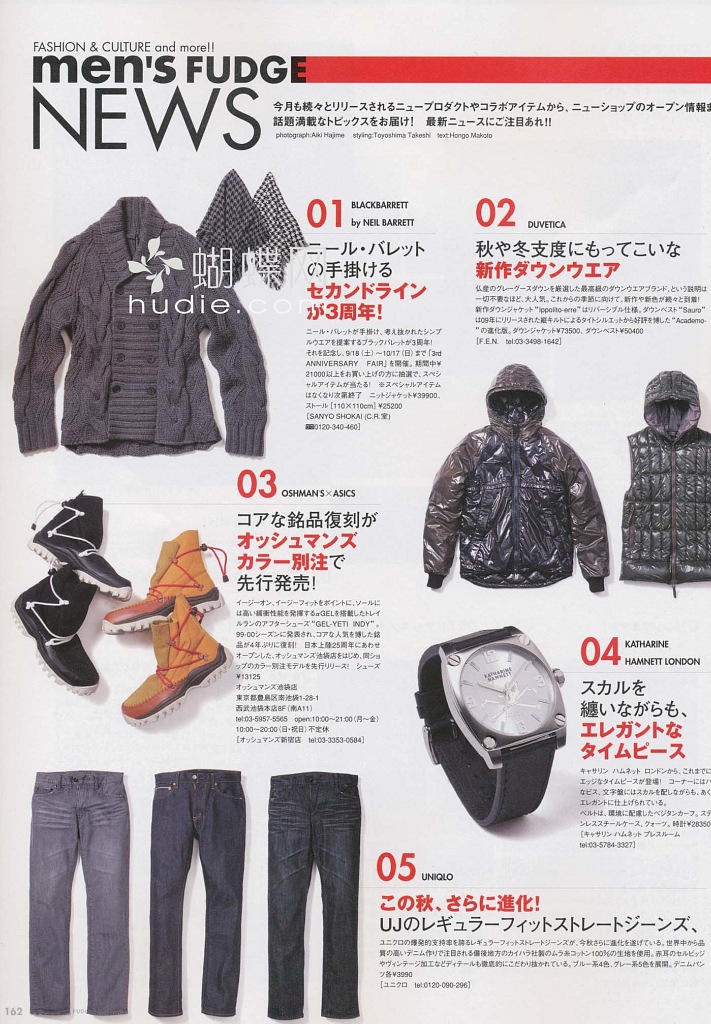 FASHION & CULTURE and more!!
men's FUDGE
NEWS
今月も続々とリリースされるニュープロダクトやコラボアイテムから、ニューショップのオープン情報ま
話題満載なトピックスをお届け！ 最新ニュースにご注目あれ!!
photograph:Aiki Hajime styling:Toyoshima Takeshi text:Hongo Makoto
01 BLACKBARRETT
by NEIL BARRETT
ニール・バレット
の手掛ける
セカンドライン
が3周年！
ニール・バレットが手掛け、考え抜かれたシンプ
ルウエアを提案するブラックバレットが3周年！
それを記念し、9/18（土）〜10/17（日）まで「3rd
ANNIVERSARY FAIR」を開催。期間中¥
21000以上をお買い上げの方に抽選で、スペシ
ャルアイテムが当たる！ ※スペシャルアイテム
はなくなり次第終了 ニットジャケット¥39900、
ストール［110×110cm］¥25200
［SANYO SHOKAI (C.R.室)
0120-340-460］
02 DUVETICA
秋や冬支度にもってこいな
新作ダウンウエア
仏産のグレーグースダウンを厳選した最高級のダウンウエアブランド、という説明は
一切不要なほど、大人気。これからの季節に向けて、新作や新色が続々と到着！
新作ダウンジャケット“Ippolito-erre”はリバーシブル仕様。ダウンベスト“Sauro”
は09年にリリースされた縦キルトによるタイトシルエットから好評を博した“Academo-
”の進化版。ダウンジャケット¥73500、ダウンベスト¥50400
［F.E.N. tel:03-3498-1642］
蝴蝶网
hudie.com
03 OSHMAN'S×ASICS
コアな銘品復刻が
オッシュマンズ
カラー別注で
先行発売！
イージーオン、イージーフィットをポイントに、ソールに
は高い緩衝性能を発揮するαGELを搭載したトレイ
ルランのアフターシューズ“GEL-YETI INDY”。
99-00シーズンに発表され、コアな人気を博した銘
品が4年ぶりに復刻！ 日本上陸25周年にあわせ
オープンした、オッシュマンズ池袋店をはじめ、同ショ
ップのカラー別注モデルを先行リリース！ シューズ
¥13125
オッシュマンズ池袋店
東京都豊島区南池袋1-28-1
西武池袋本店8F（南A11）
tel:03-5957-5565 open:10:00〜21:00（月〜金）
10:00〜20:00（日・祝日）不定休
［オッシュマンズ新宿店 tel:03-3353-0584］
KATHARINE
HAMNETT
04 KATHARINE
HAMNETT LONDON
スカルを
纏いながらも、
エレガントな
タイムピース
キャサリン ハムネット ロンドンから、これまでに
エッジなタイムピースが登場！ コーナーにはハ
なビス、文字盤にはスカルを配しながらも、あく
エレガントに仕上げられている。
ベルトは、環境に配慮したベジタンカーフ。ステ
ンレススチールケース、クォーツ。時計¥28350
［キャサリン ハムネット プレスルーム
tel:03-5784-3327］
05 UNIQLO
この秋、さらに進化！
UJのレギュラーフィットストレートジーンズ、
ユニクロの爆発的支持率を誇るレギュラーフィットストレートジーンズが、今秋さらに進化を遂げている。世界中から品
質の高いデニム作りで注目される備後地方のカイハラ社製のムラ糸コットン100％の生地を使用。赤耳のセルビッジ
やヴィンテージ加工などディテールも徹底的にこだわり抜かれている。ブルー系4色、グレー系5色を展開。デニムパン
ツ各¥3990
［ユニクロ tel:0120-090-296］
162